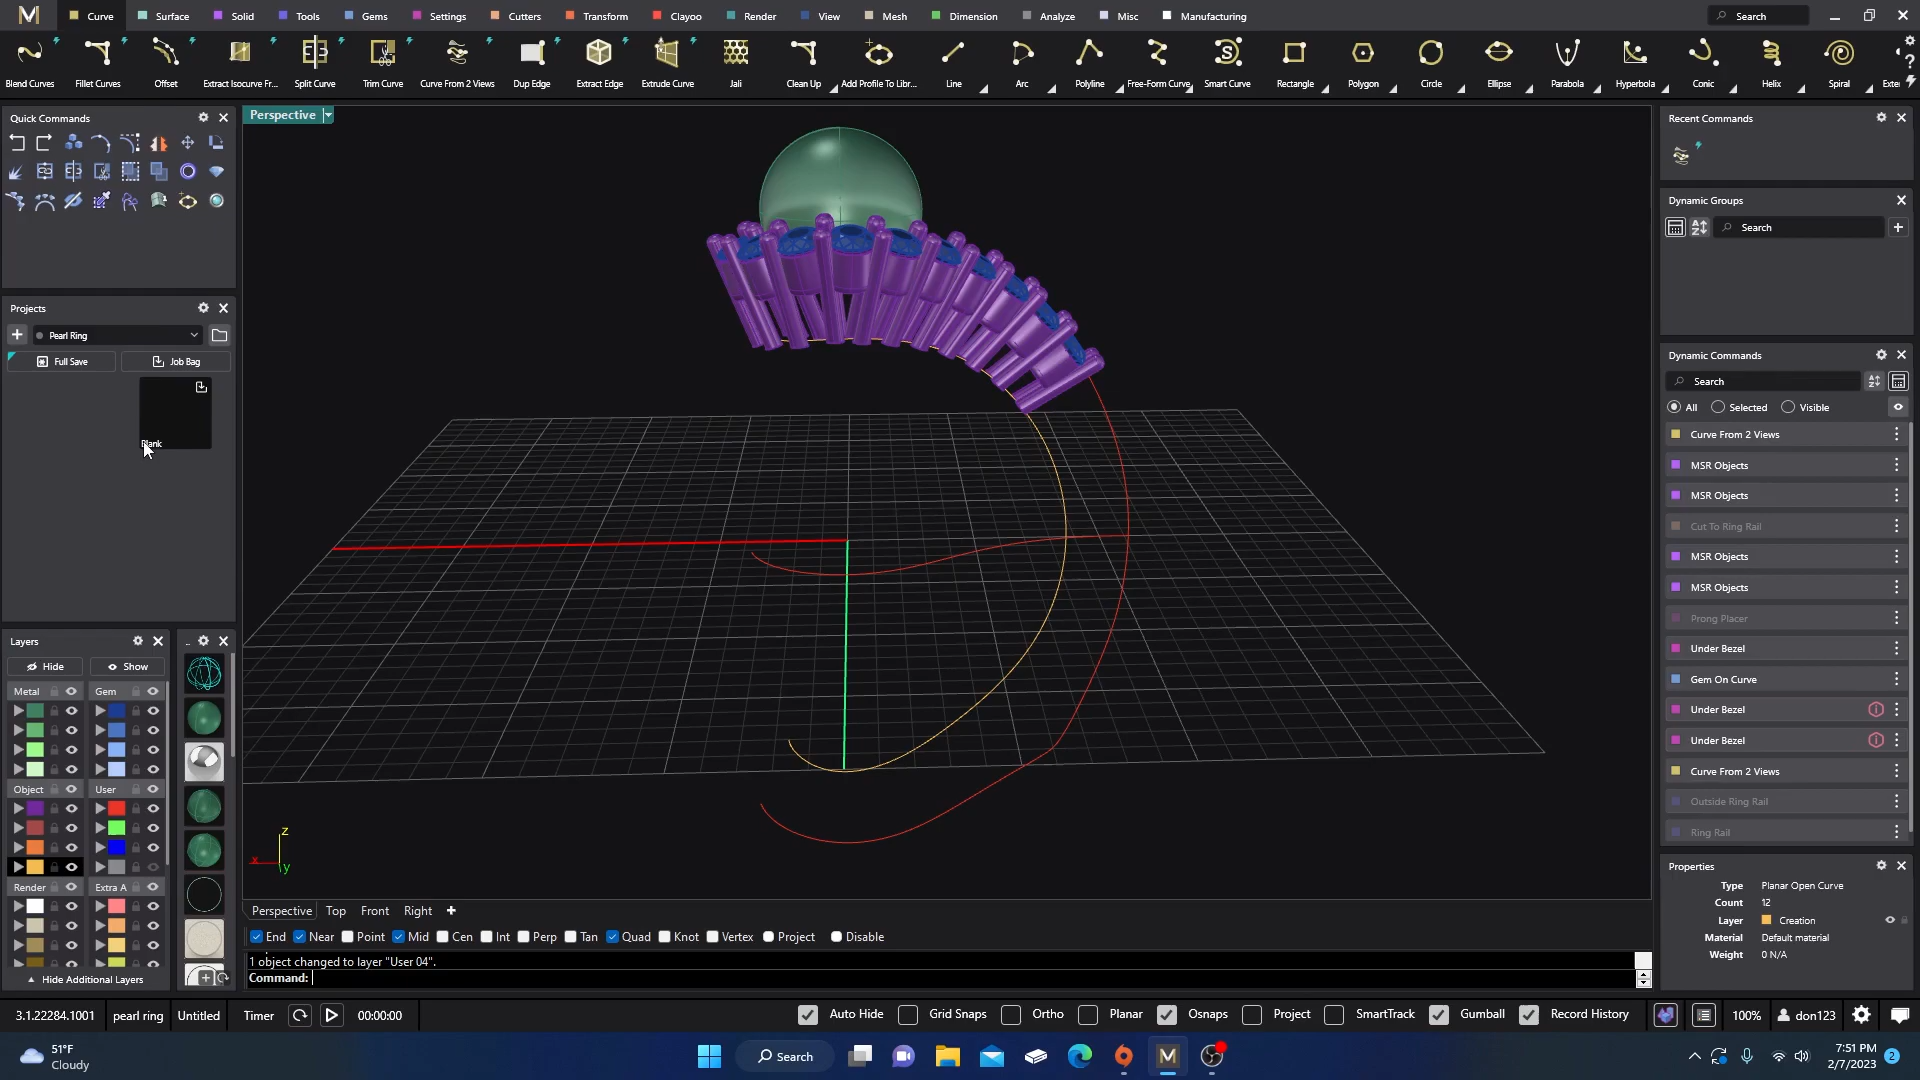 Curve Surface Solid Tools Gems Settings Cutters Transform Clayoo Render View Mesh Dimension Analyze Misc Manufacturing Search
Blend Curves Fillet Curves Offset Extract Isocurve Fr... Split Curve Trim Curve Curve From 2 Views Dup Edge Extract Edge Extrude Curve Jali Clean Up Add Profile To Libr... Line Arc Polyline Free-Form Curve Smart Curve Rectangle Polygon Circle Ellipse Parabola Hyperbola Conic Helix Spiral Exte
Quick Commands
Projects
Pearl Ring
Full Save Job Bag
Blank
Layers
Hide Show
Metal Gem
Object User
Render Extra A
Hide Additional Layers
Perspective
z
x
y
Perspective Top Front Right
End Near Point Mid Cen Int Perp Tan Quad Knot Vertex Project Disable
1 object changed to layer "User 04".
Command:
Recent Commands
Dynamic Groups
Search
Dynamic Commands
Search
All Selected Visible
Curve From 2 Views
MSR Objects
MSR Objects
Cut To Ring Rail
MSR Objects
MSR Objects
Prong Placer
Under Bezel
Gem On Curve
Under Bezel
Under Bezel
Curve From 2 Views
Outside Ring Rail
Ring Rail
Properties
Type Planar Open Curve
Count 12
Layer Creation
Material Default material
Weight 0 N/A
3.1.22284.1001 pearl ring Untitled Timer 00:00:00 Auto Hide Grid Snaps Ortho Planar Osnaps Project SmartTrack Gumball Record History 100% don123
51°F
Cloudy
Search
7:51 PM
2/7/2023
2